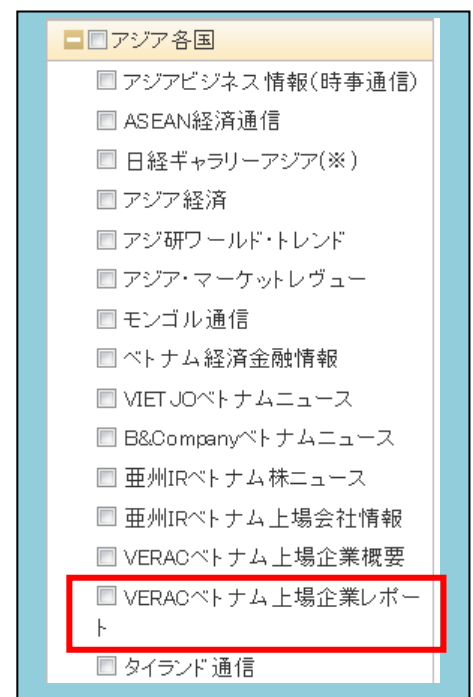 アジア各国
アジアビジネス情報(時事通信)
ASEAN経済通信
日経ギャラリーアジア(※)
アジア経済
アジ研ワールド・トレンド
アジア・マーケットレヴュー
モンゴル通信
ベトナム経済金融情報
VIETJOベトナムニュース
B&Companyベトナムニュース
亜州IRベトナム株ニュース
亜州IRベトナム上場会社情報
VERACベトナム上場企業概要
VERACベトナム上場企業レポー
ト
タイランド通信